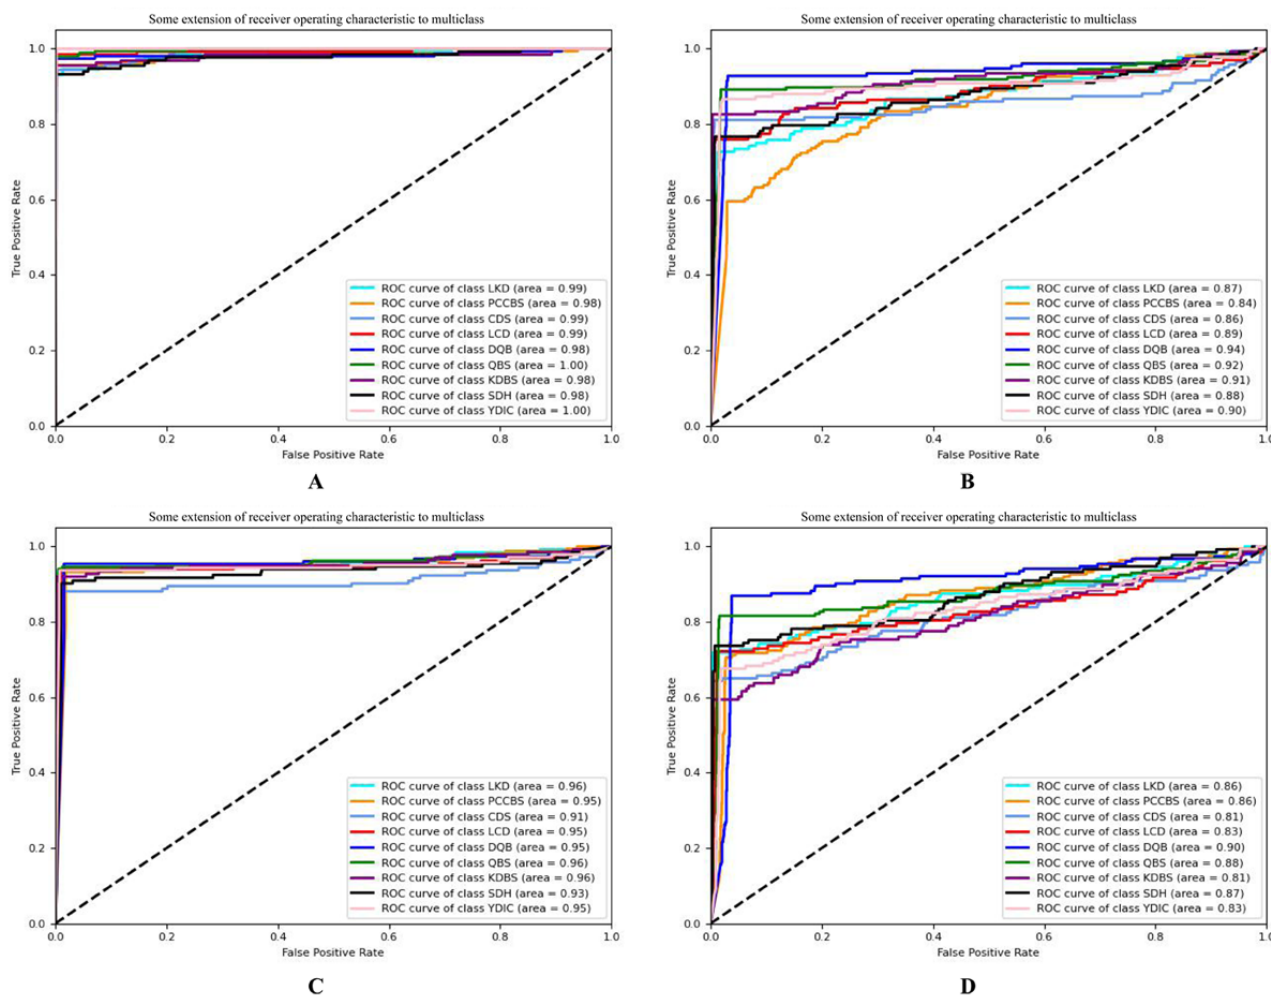 Some extension of receiver operating characteristic to multiclass
1.0
0.8
0.6
0.4
0.2
0.0
True Positive Rate
ROC curve of class LKD (area = 0.99)
ROC curve of class PCCBS (area = 0.98)
ROC curve of class CDS (area = 0.99)
ROC curve of class LCD (area = 0.99)
ROC curve of class DQB (area = 0.98)
ROC curve of class QBS (area = 1.00)
ROC curve of class KDBS (area = 0.98)
ROC curve of class SDH (area = 0.98)
ROC curve of class YDIC (area = 1.00)
0.0 0.2 0.4 0.6 0.8 1.0
False Positive Rate
A
Some extension of receiver operating characteristic to multiclass
1.0
0.8
0.6
0.4
0.2
0.0
True Positive Rate
ROC curve of class LKD (area = 0.87)
ROC curve of class PCCBS (area = 0.84)
ROC curve of class CDS (area = 0.86)
ROC curve of class LCD (area = 0.89)
ROC curve of class DQB (area = 0.94)
ROC curve of class QBS (area = 0.92)
ROC curve of class KDBS (area = 0.91)
ROC curve of class SDH (area = 0.88)
ROC curve of class YDIC (area = 0.90)
0.0 0.2 0.4 0.6 0.8 1.0
False Positive Rate
B
Some extension of receiver operating characteristic to multiclass
1.0
0.8
0.6
0.4
0.2
0.0
True Positive Rate
ROC curve of class LKD (area = 0.96)
ROC curve of class PCCBS (area = 0.95)
ROC curve of class CDS (area = 0.91)
ROC curve of class LCD (area = 0.95)
ROC curve of class DQB (area = 0.95)
ROC curve of class QBS (area = 0.96)
ROC curve of class KDBS (area = 0.96)
ROC curve of class SDH (area = 0.93)
ROC curve of class YDIC (area = 0.95)
0.0 0.2 0.4 0.6 0.8 1.0
False Positive Rate
C
Some extension of receiver operating characteristic to multiclass
1.0
0.8
0.6
0.4
0.2
0.0
True Positive Rate
ROC curve of class LKD (area = 0.86)
ROC curve of class PCCBS (area = 0.86)
ROC curve of class CDS (area = 0.81)
ROC curve of class LCD (area = 0.83)
ROC curve of class DQB (area = 0.90)
ROC curve of class QBS (area = 0.88)
ROC curve of class KDBS (area = 0.81)
ROC curve of class SDH (area = 0.87)
ROC curve of class YDIC (area = 0.83)
0.0 0.2 0.4 0.6 0.8 1.0
False Positive Rate
D